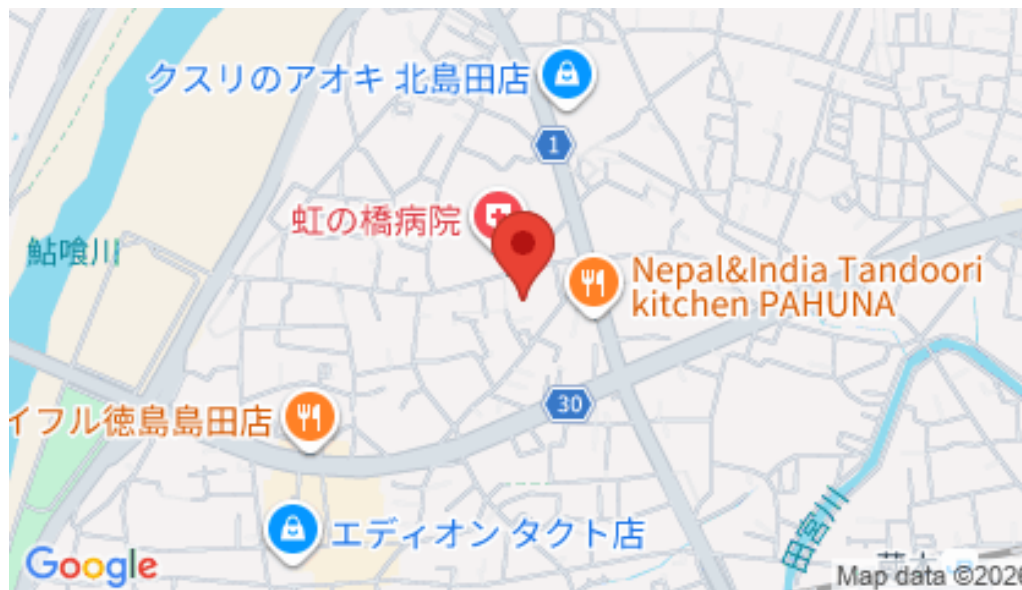 クスリのアオキ 北島田店
1
虹の橋病院
鮎喰川
Nepal&India Tandoori
kitchen PAHUNA
30
イフル徳島島田店
エディオン タクト店
田宮川
Google
Map data ©2026